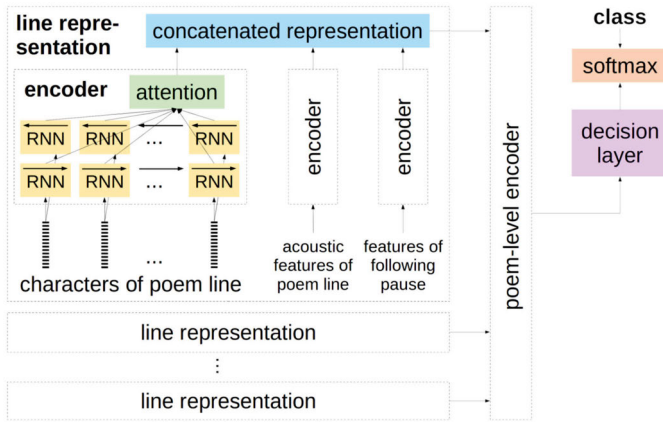 line repre-
sentation
concatenated representation
encoder
attention
RNN RNN ... RNN
RNN RNN ... RNN
...
characters of poem line
encoder
acoustic
features of
poem line
encoder
features of
following
pause
line representation
...
line representation
poem-level encoder
class
softmax
decision
layer